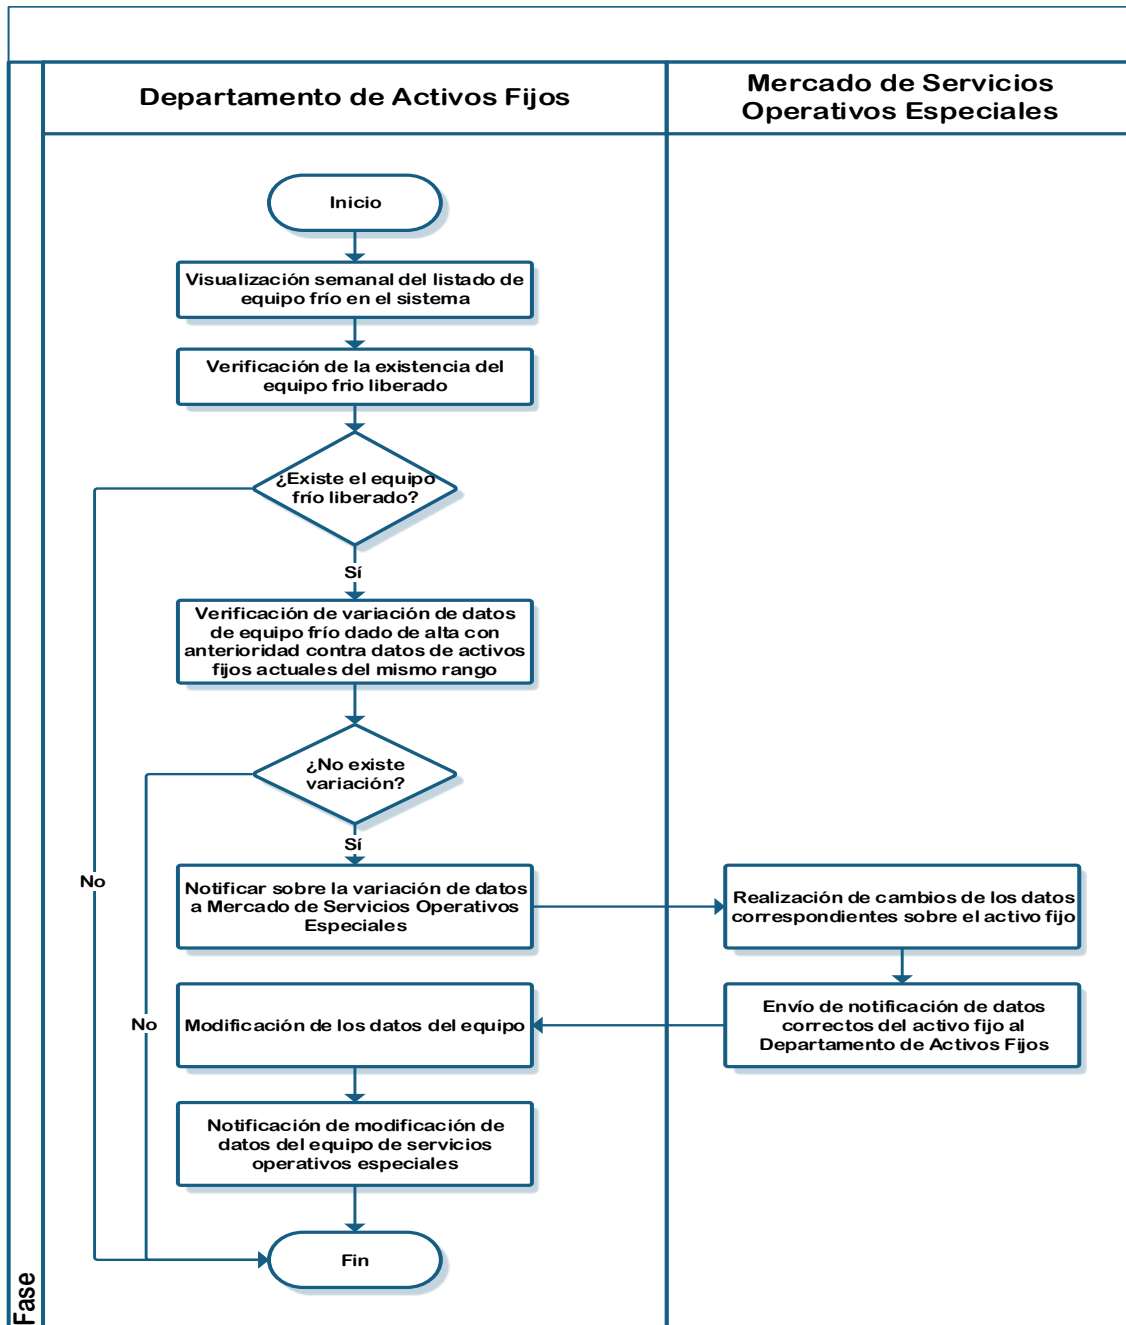 Departamento de Activos Fijos
Mercado de Servicios
Operativos Especiales
Inicio
Visualización semanal del listado de
equipo frío en el sistema
Verificación de la existencia del
equipo frio liberado
¿Existe el equipo
frío liberado?
Sí
Verificación de variación de datos
de equipo frío dado de alta con
anterioridad contra datos de activos
fijos actuales del mismo rango
¿No existe
variación?
Sí
No
Notificar sobre la variación de datos
a Mercado de Servicios Operativos
Especiales
Realización de cambios de los datos
correspondientes sobre el activo fijo
No
Modificación de los datos del equipo
Envío de notificación de datos
correctos del activo fijo al
Departamento de Activos Fijos
Notificación de modificación de
datos del equipo de servicios
operativos especiales
Fin
Fase